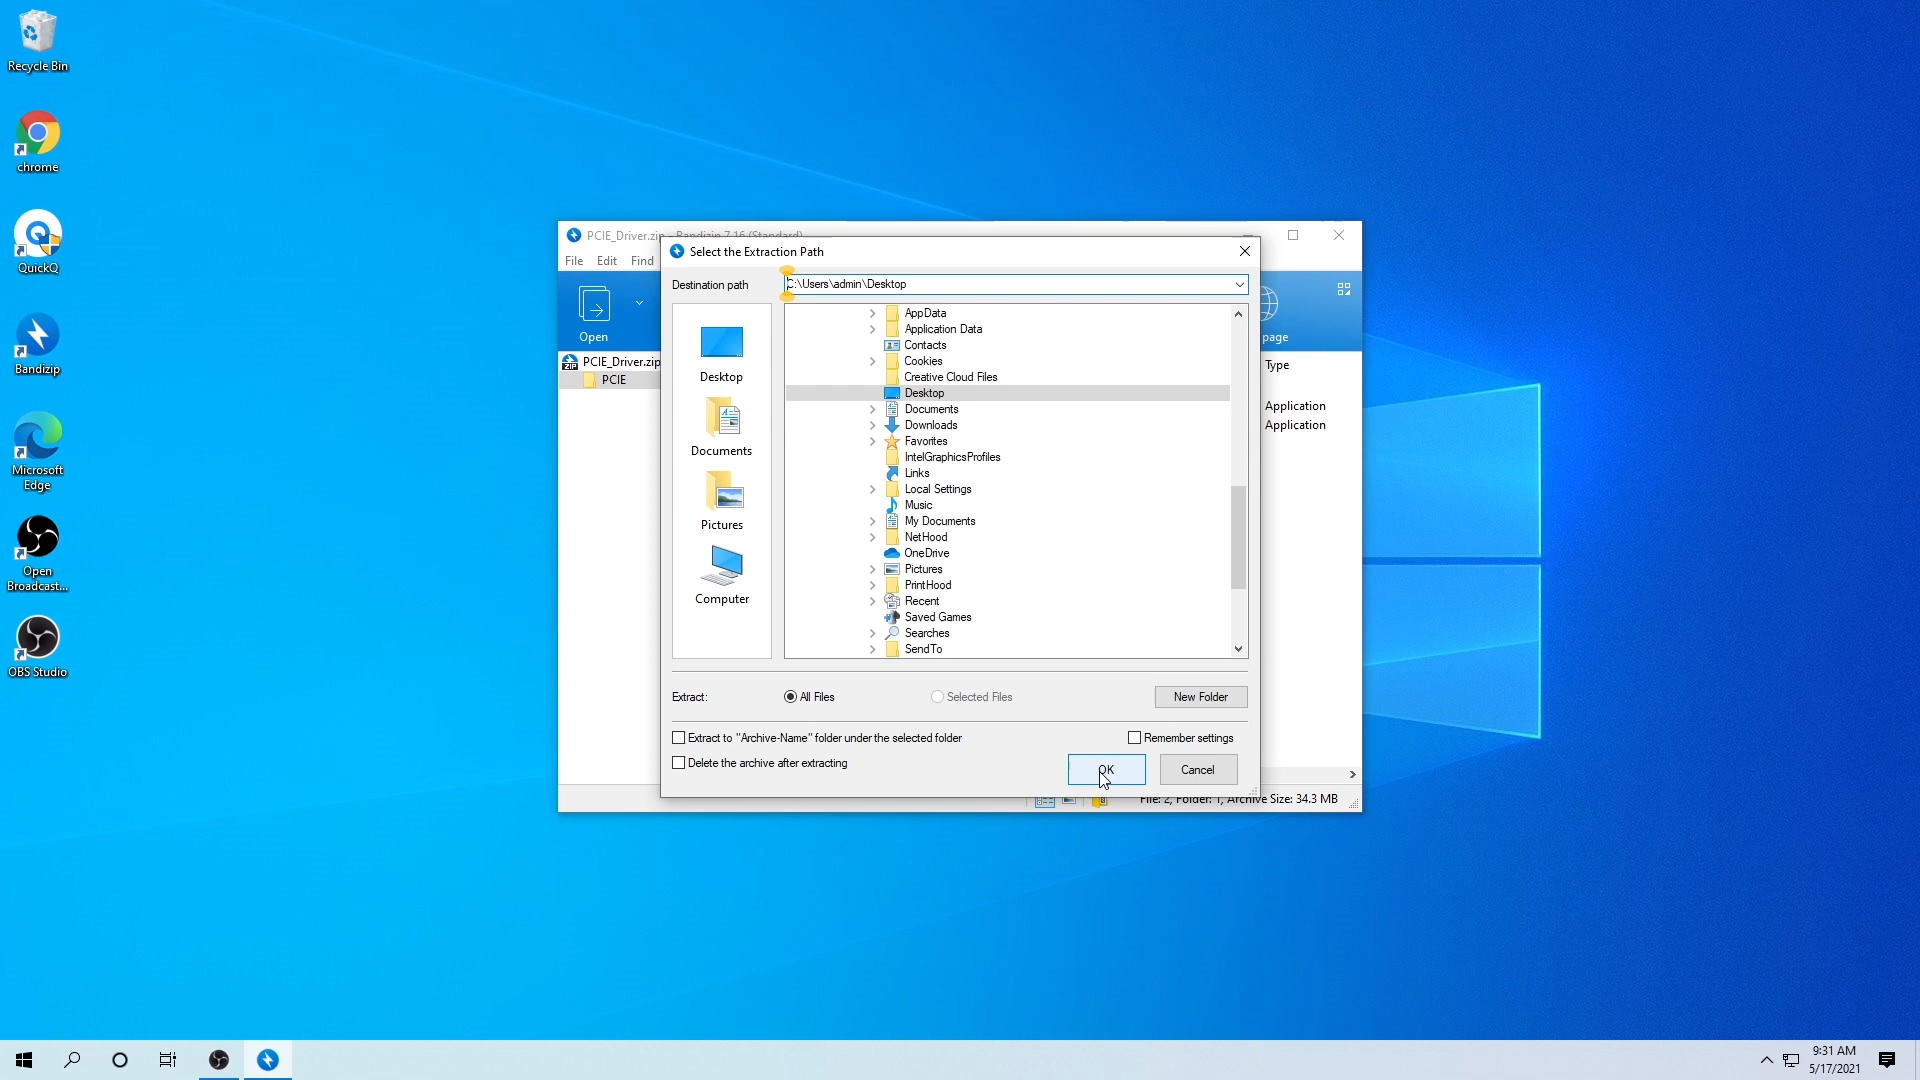 Recycle Bin
chrome
QuickQ
Bandizip
Microsoft
Edge
Open
Broadcast...
OBS Studio
PCIE_Driver.zip - Bandizip 7.16 (Standard)
File
Edit
Find
Open
page
PCIE_Driver.zip
PCIE
Type
Application
Application
File: 2, Folder: 1, Archive Size: 34.3 MB
Select the Extraction Path
Destination path
C:\Users\admin\Desktop
Desktop
Documents
Pictures
Computer
AppData
Application Data
Contacts
Cookies
Creative Cloud Files
Desktop
Documents
Downloads
Favorites
IntelGraphicsProfiles
Links
Local Settings
Music
My Documents
NetHood
OneDrive
Pictures
PrintHood
Recent
Saved Games
Searches
SendTo
Extract:
All Files
Selected Files
New Folder
Extract to "Archive-Name" folder under the selected folder
Remember settings
Delete the archive after extracting
OK
Cancel
9:31 AM
5/17/2021